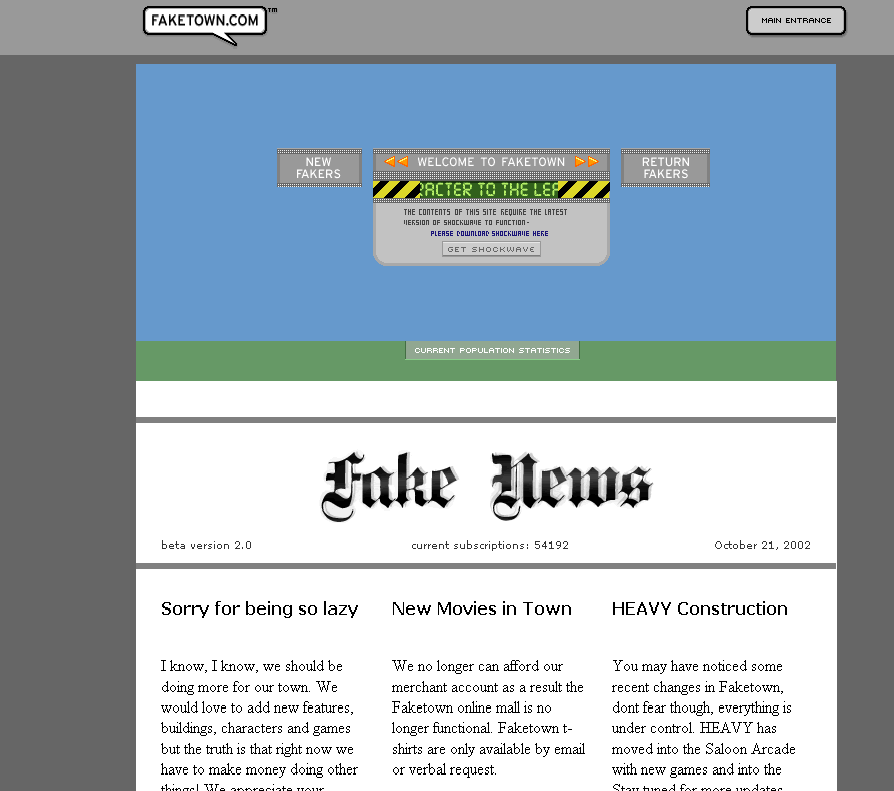 FAKETOWN.COM™
MAIN ENTRANCE
NEW
FAKERS
WELCOME TO FAKETOWN
RETURN
FAKERS
RACTER TO THE LEF
THE CONTENTS OF THIS SITE REQUIRE THE LATEST
VERSION OF SHOCKWAVE TO FUNCTION-
PLEASE DOWNLOAD SHOCKWAVE HERE
GET SHOCKWAVE
CURRENT POPULATION STATISTICS
Fake News
beta version 2.0
current subscriptions: 54192
October 21, 2002
Sorry for being so lazy
I know, I know, we should be
doing more for our town. We
would love to add new features,
buildings, characters and games
but the truth is that right now we
have to make money doing other
things! We appreciate your
New Movies in Town
We no longer can afford our
merchant account as a result the
Faketown online mall is no
longer functional. Faketown t-
shirts are only available by email
or verbal request.
HEAVY Construction
You may have noticed some
recent changes in Faketown,
dont fear though, everything is
under control. HEAVY has
moved into the Saloon Arcade
with new games and into the
Stay tuned for more updates